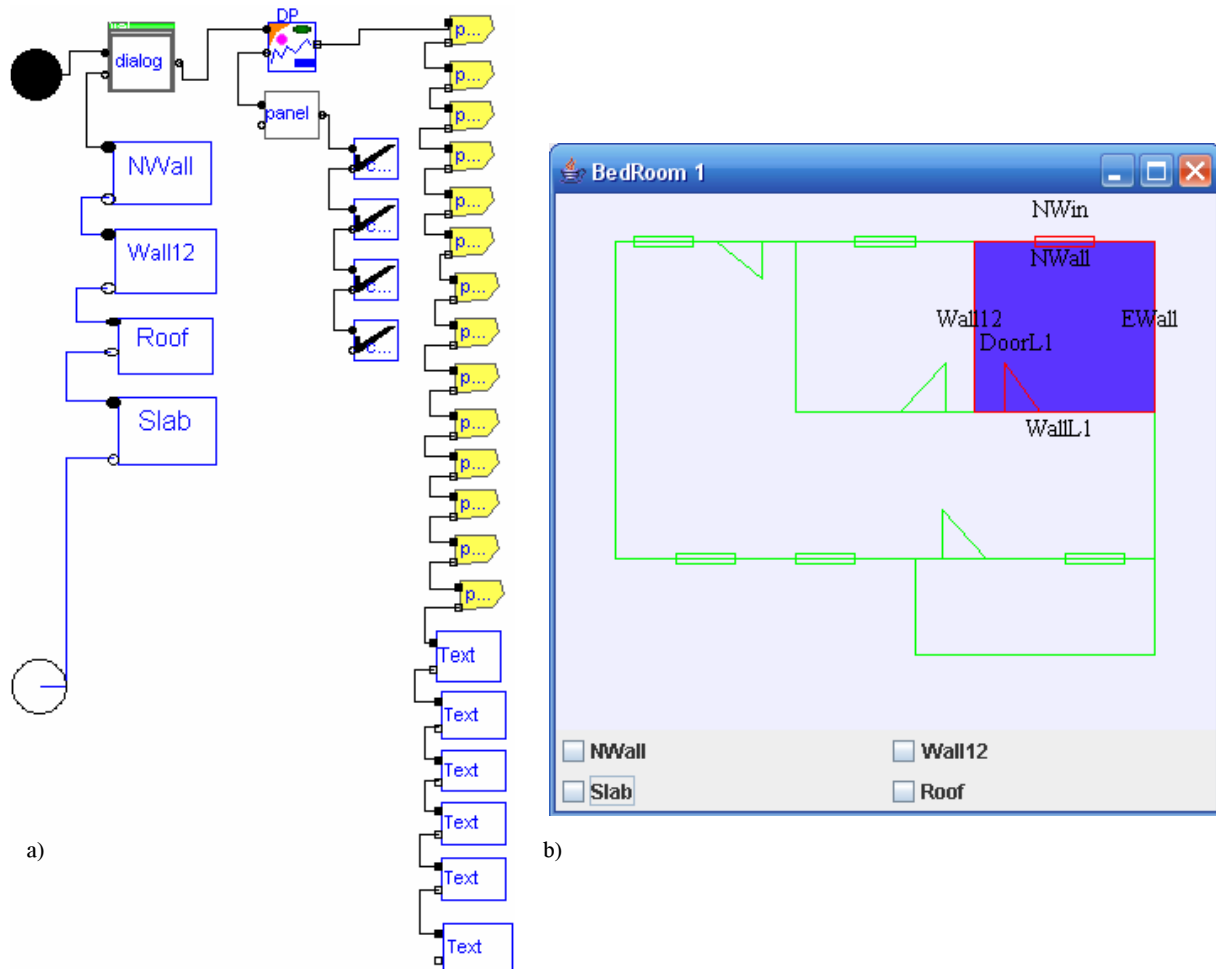 DP
dialog
panel
NWall
Wall12
Roof
Slab
c...
c...
c...
c...
p...
p...
p...
p...
p...
p...
p...
p...
p...
p...
p...
p...
p...
p...
Text
Text
Text
Text
Text
Text
a)
BedRoom 1
NWin
NWall
Wall12
EWall
DoorL1
WallL1
NWall
Wall12
Slab
Roof
b)